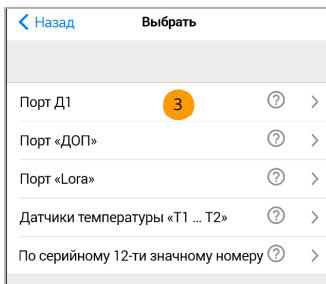 Назад Выбрать
Порт Д1 3 ?
Порт «ДОП» ?
Порт «Lora» ?
Датчики температуры «Т1 ... Т2» ?
По серийному 12-ти значному номеру ?